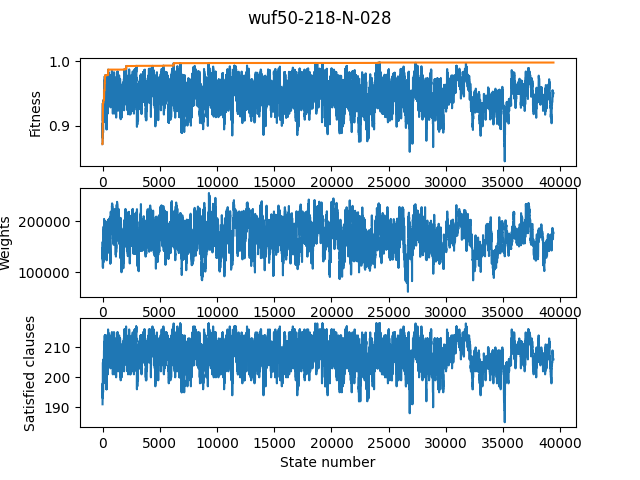 wuf50-218-N-028
1.0
0.9
Fitness
0 5000 10000 15000 20000 25000 30000 35000 40000
200000
100000
Weights
0 5000 10000 15000 20000 25000 30000 35000 40000
210
200
190
Satisfied clauses
0 5000 10000 15000 20000 25000 30000 35000 40000
State number